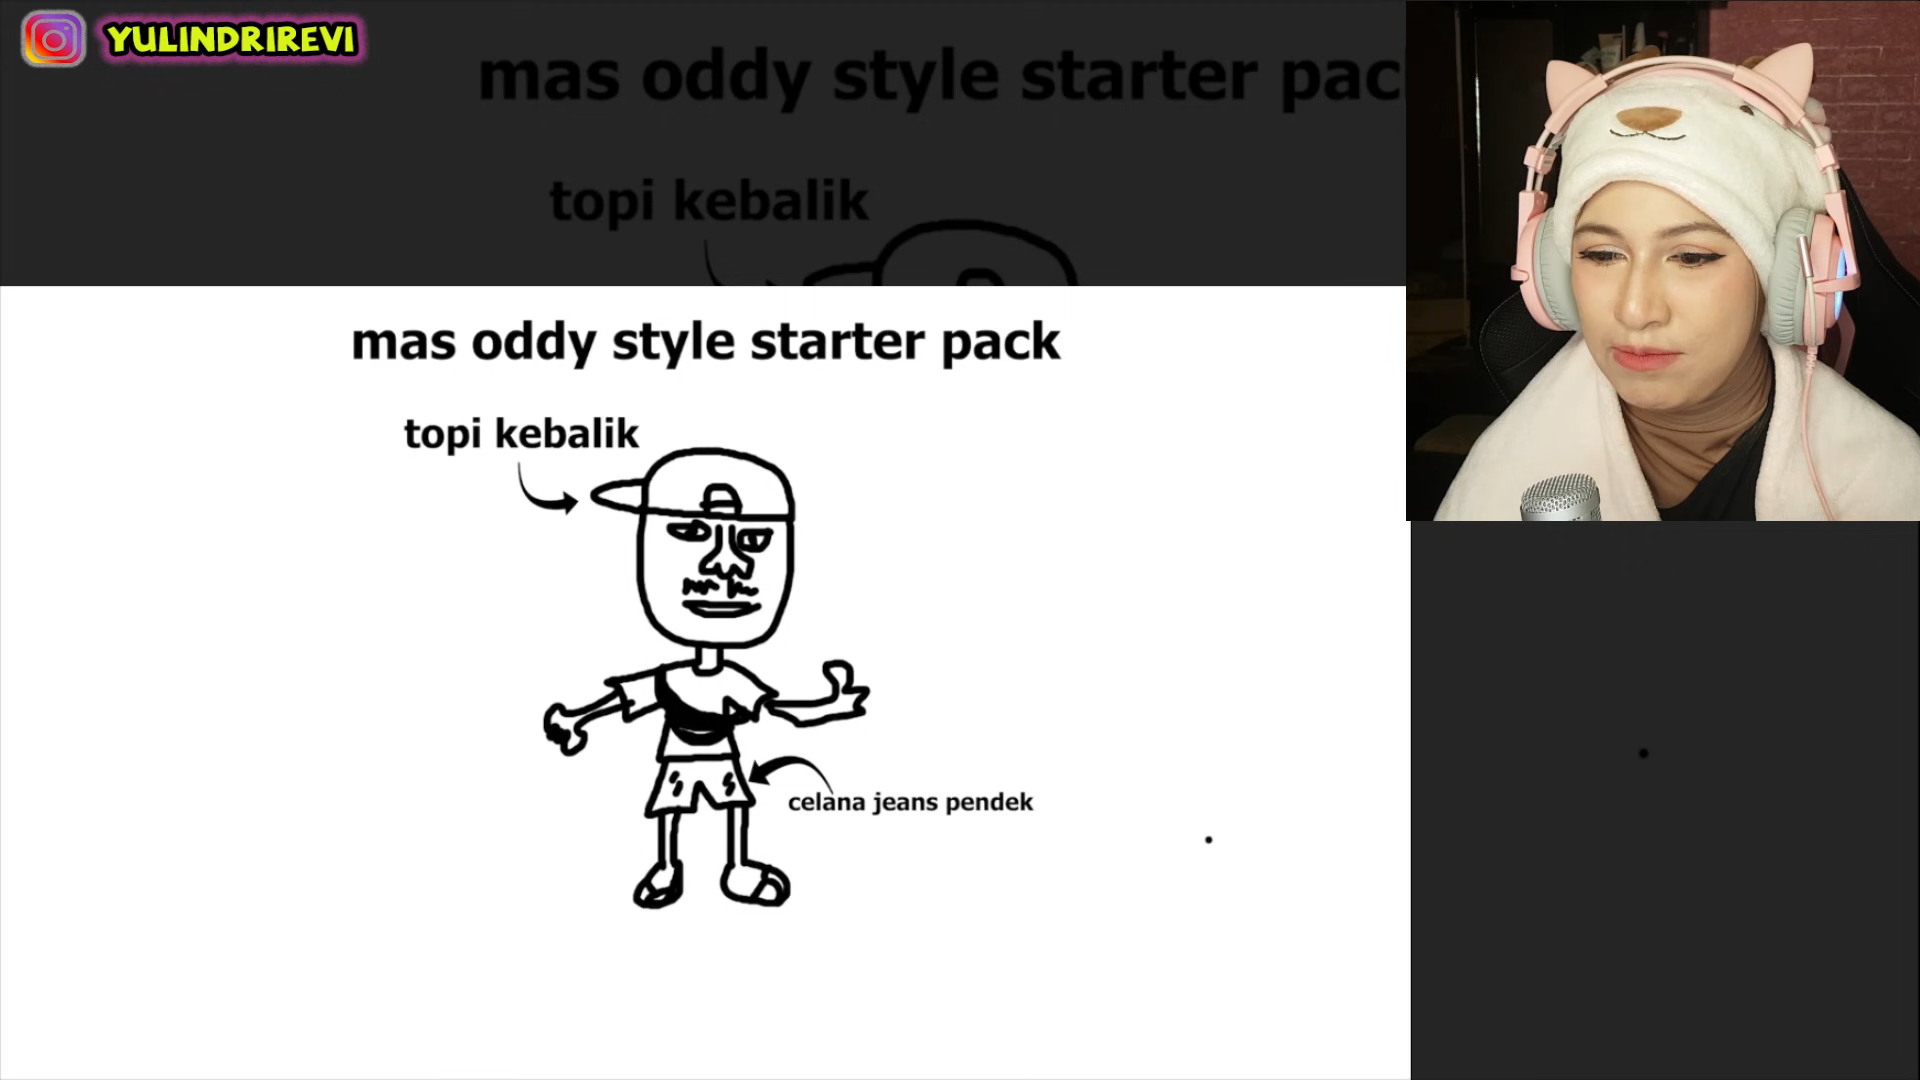 YULINDRIREVI
mas oddy style starter pac
topi kebalik
mas oddy style starter pack
topi kebalik
celana jeans pendek